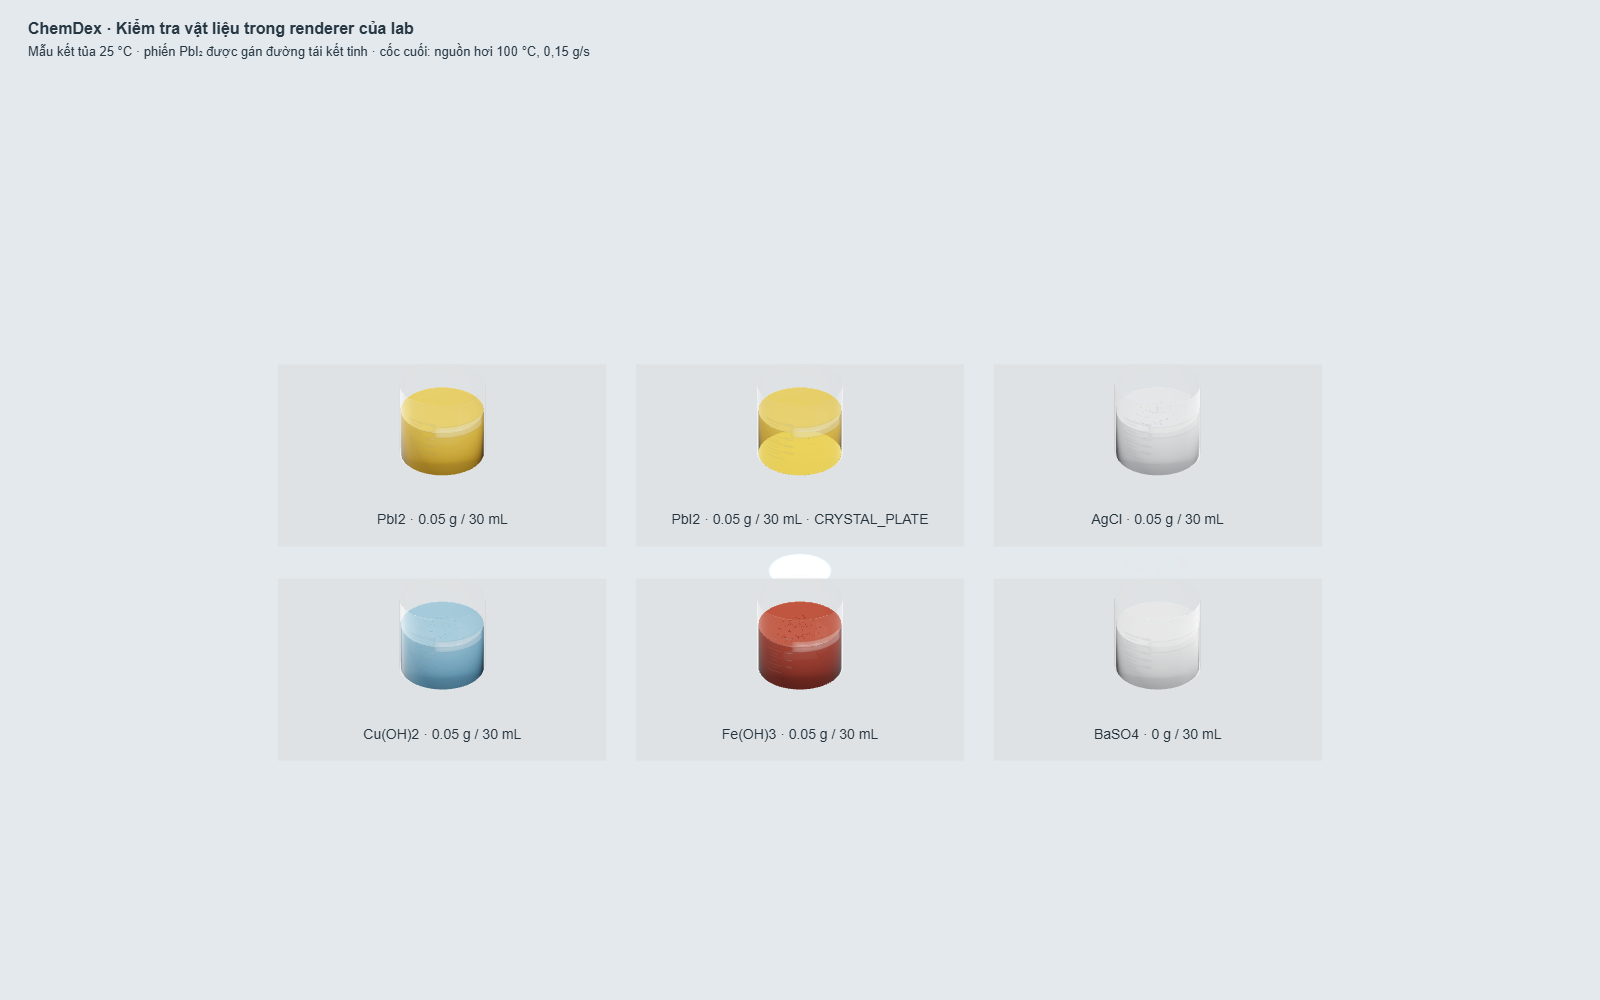 ChemDex · Kiểm tra vật liệu trong renderer của lab
Mẫu kết tủa 25 °C · phiến PbI₂ được gán đường tái kết tinh · cốc cuối: nguồn hơi 100 °C, 0,15 g/s
PbI2 · 0.05 g / 30 mL
PbI2 · 0.05 g / 30 mL · CRYSTAL_PLATE
AgCl · 0.05 g / 30 mL
Cu(OH)2 · 0.05 g / 30 mL
Fe(OH)3 · 0.05 g / 30 mL
BaSO4 · 0 g / 30 mL